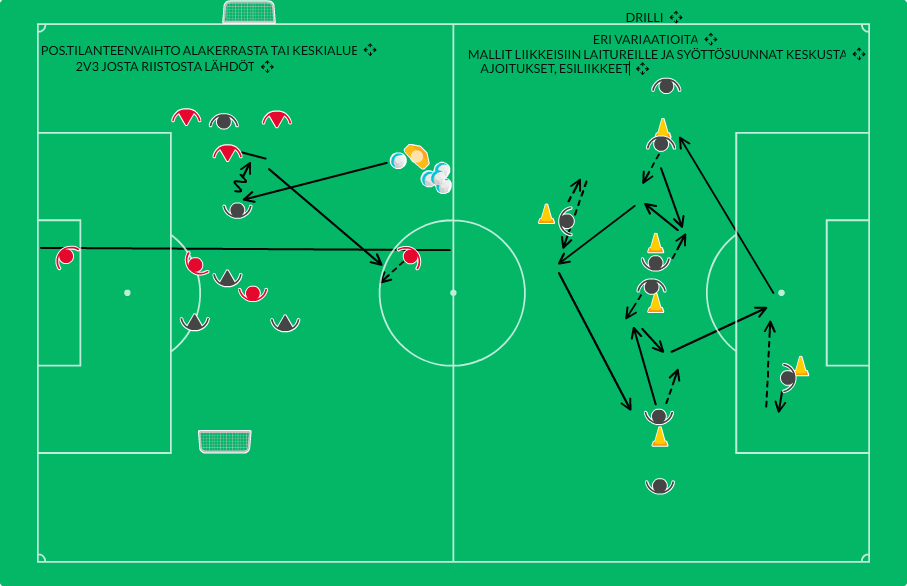 POS.TILANTEENVAIHTO ALAKERRASTA TAI KESKIALUE
2V3 JOSTA RIISTOSTA LÄHDÖT
DRILLI
ERI VARIAATIOITA
MALLIT LIIKKEISIIN LAITUREILLE JA SYÖTTÖSUUNNAT KESKUSTA
AJOITUKSET, ESILIIKKEET